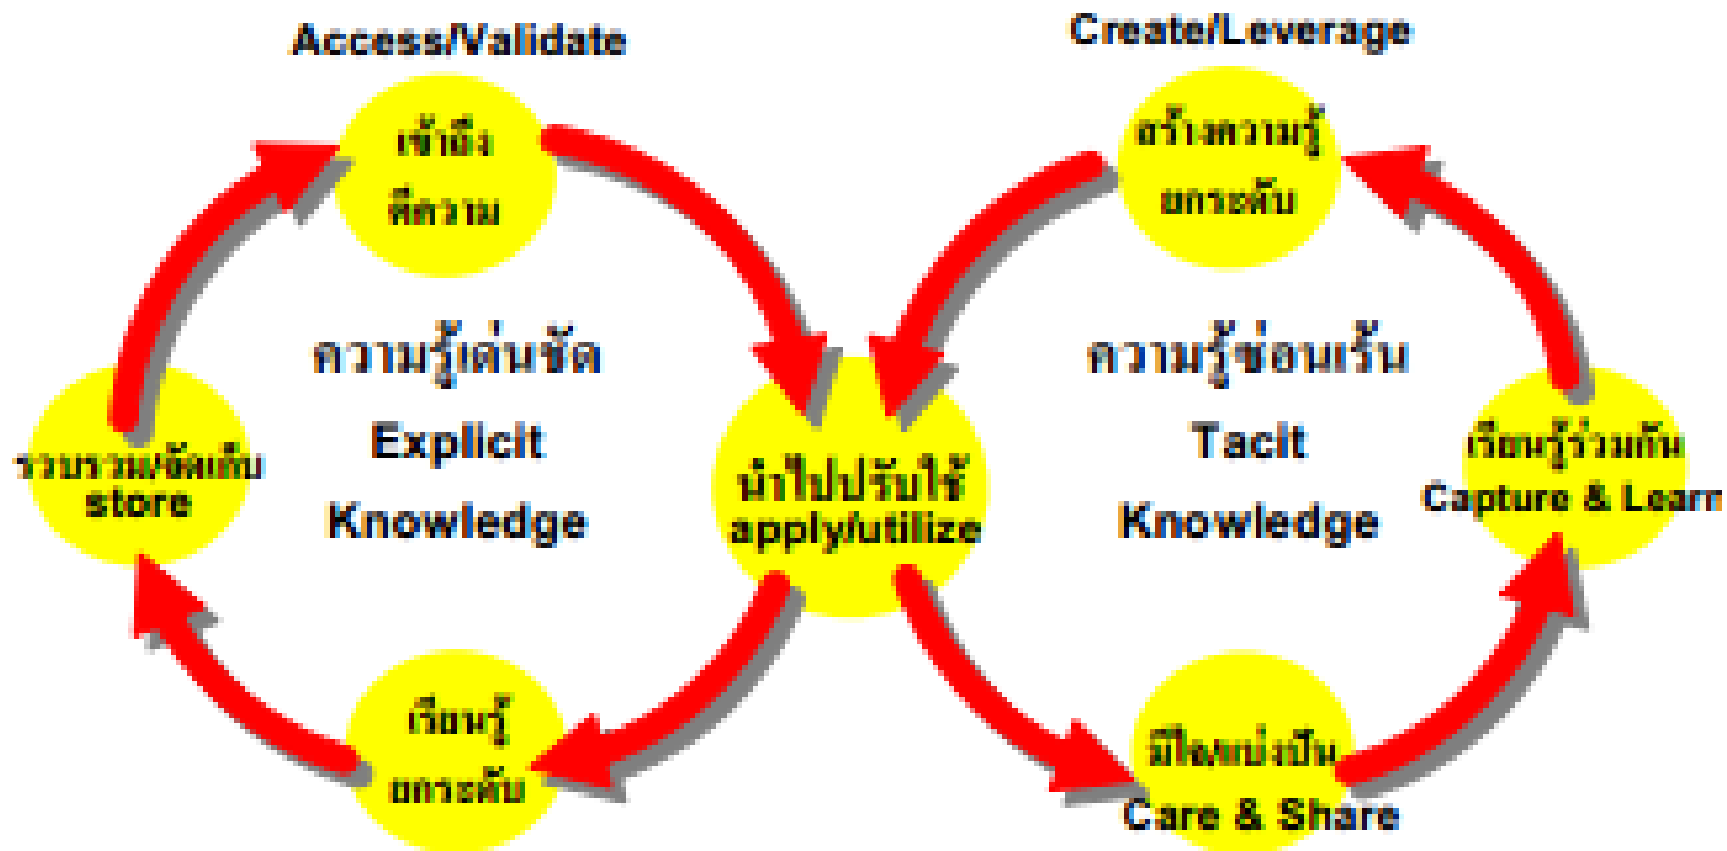 Access/Validate
เข้าถึง
ตีความ
ความรู้เด่นชัด
Explicit
Knowledge
รวบรวม/จัดเก็บ
store
เรียนรู้
ยกระดับ
นำไปปรับใช้
apply/utilize
Create/Leverage
สร้างความรู้
ยกระดับ
ความรู้ซ่อนเร้น
Tacit
Knowledge
เรียนรู้ร่วมกัน
Capture & Learn
มีใจ/แบ่งปัน
Care & Share